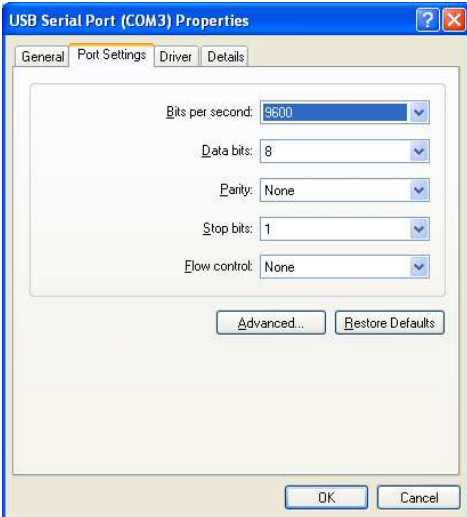 USB Serial Port (COM3) Properties
General Port Settings Driver Details
Bits per second: 9600
Data bits: 8
Parity: None
Stop bits: 1
Flow control: None
Advanced... Restore Defaults
OK Cancel